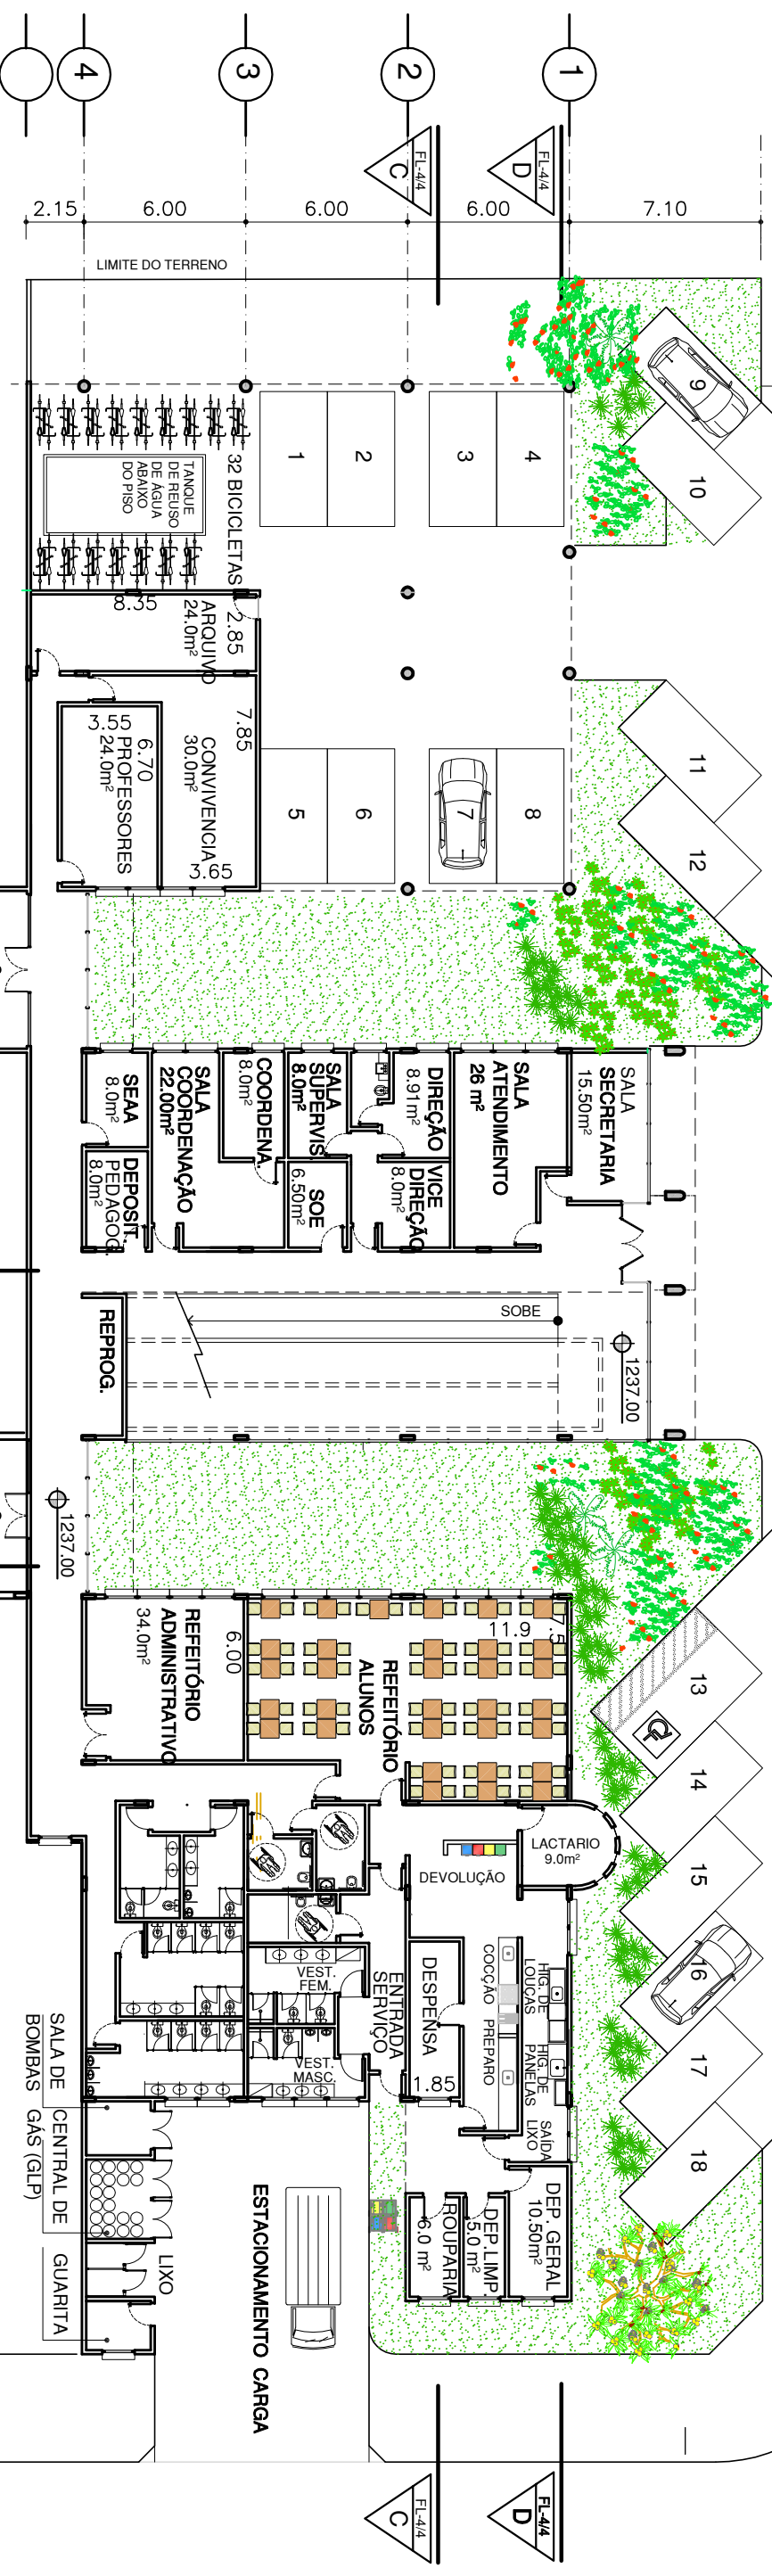 4
3
2
1
FL-4/4
C
FL-4/4
D
2.15
6.00
6.00
6.00
7.10
LIMITE DO TERRENO
9
10
1
2
3
4
32 BICICLETAS
TANQUE
DE REUSO
DE ÁGUA
ABAIXO
DO PISO
8.35
2.85
ARQUIVO
24.0m²
7.85
CONVIVENCIA
30.0m²
3.65
3.55
6.70
PROFESSORES
24.0m²
5
6
7
8
11
12
SEAA
8.0m²
DEPOSIT.
PEDAGOG.
8.0m²
SALA
COORDENAÇÃO
22.00m²
COORDENA.
8.0m²
SALA
SUPERVIS
8.0m²
SOE
6.50m²
DIREÇÃO
8.91m²
VICE
DIREÇÃO
8.0m²
SALA
ATENDIMENTO
26 m²
SALA
SECRETARIA
15.50m²
REPROG.
SOBE
1237.00
1237.00
REFEITÓRIO
ADMINISTRATIVO
34.0m²
6.00
REFEITÓRIO
ALUNOS
11.9
7.5
13
14
15
16
17
18
LACTARIO
9.0m²
DEVOLUÇÃO
COCÇÃO
PREPARO
HIG. DE
LOUÇAS
HIG. DE
PANELAS
SAÍDA
LIXO
DESPENSA
1.85
ENTRADA
SERVIÇO
VEST.
FEM.
VEST.
MASC.
DEP. GERAL
10.50m²
DEP.LIMP.
5.0 m²
ROUPARIA
6.0 m²
SALA DE
BOMBAS
CENTRAL DE
GÁS (GLP)
LIXO
GUARITA
ESTACIONAMENTO CARGA
FL-4/4
C
FL-4/4
D